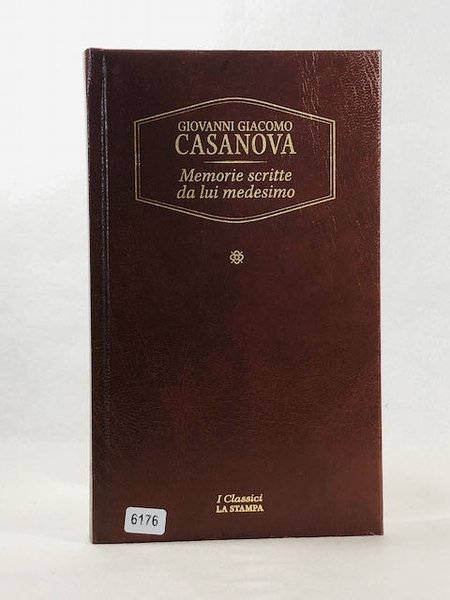 GIOVANNI GIACOMO
CASANOVA
Memorie scritte
da lui medesimo
I Classici
LA STAMPA
6176